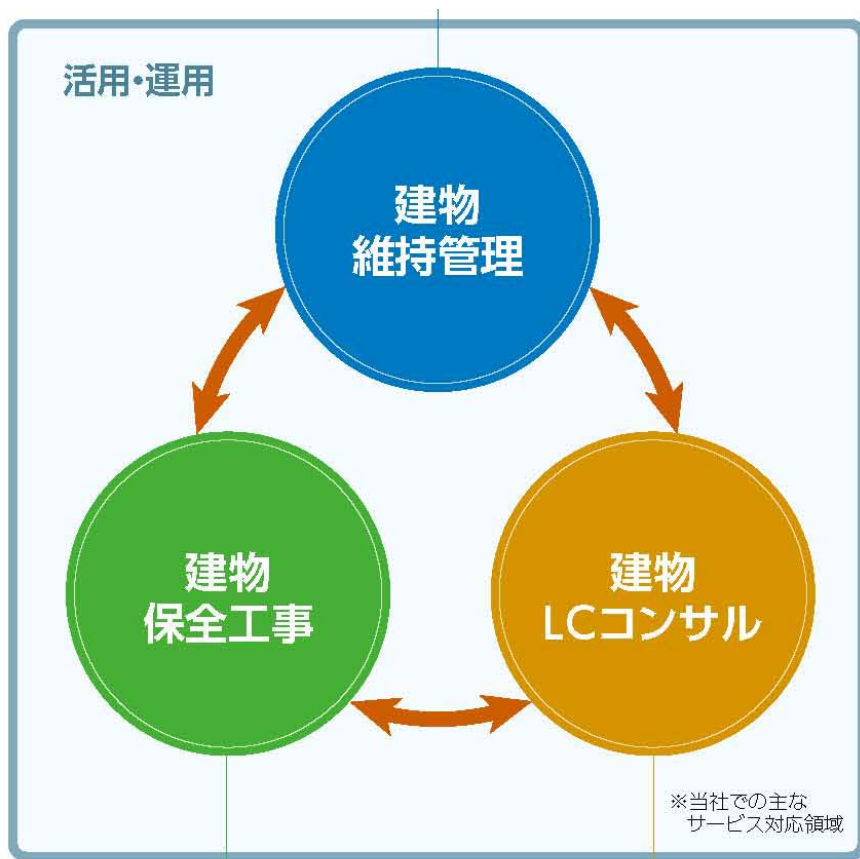 活用・運用
建物
維持管理
建物
保全工事
建物
LCコンサル
※当社での主な
サービス対応領域